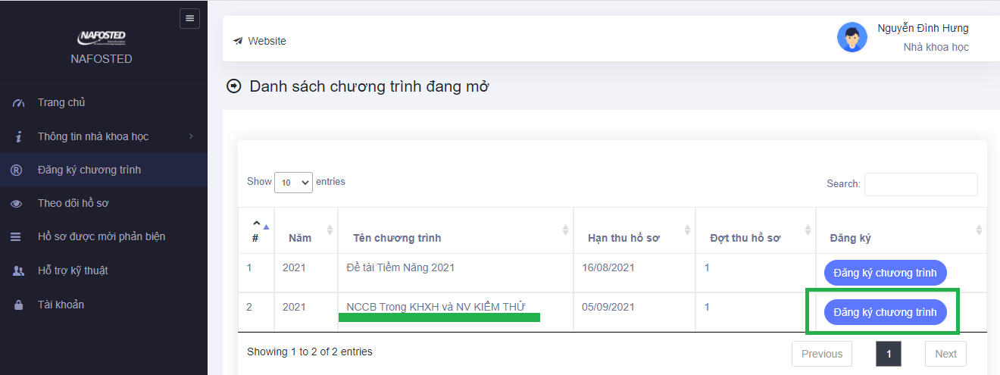 NAFOSTED
NAFOSTED
Trang chủ
Thông tin nhà khoa học
Đăng ký chương trình
Theo dõi hồ sơ
Hồ sơ được mời phản biện
Hỗ trợ kỹ thuật
Tài khoản
Website
Nguyễn Đình Hưng
Nhà khoa học
Danh sách chương trình đang mở
Show 10 entries
Search:
# Năm Tên chương trình Hạn thu hồ sơ Đợt thu hồ sơ Đăng ký
1 2021 Đề tài Tiềm Năng 2021 16/08/2021 1 Đăng ký chương trình
2 2021 NCCB Trong KHXH và NV KIỂM THỬ 05/09/2021 1 Đăng ký chương trình
Showing 1 to 2 of 2 entries
Previous 1 Next